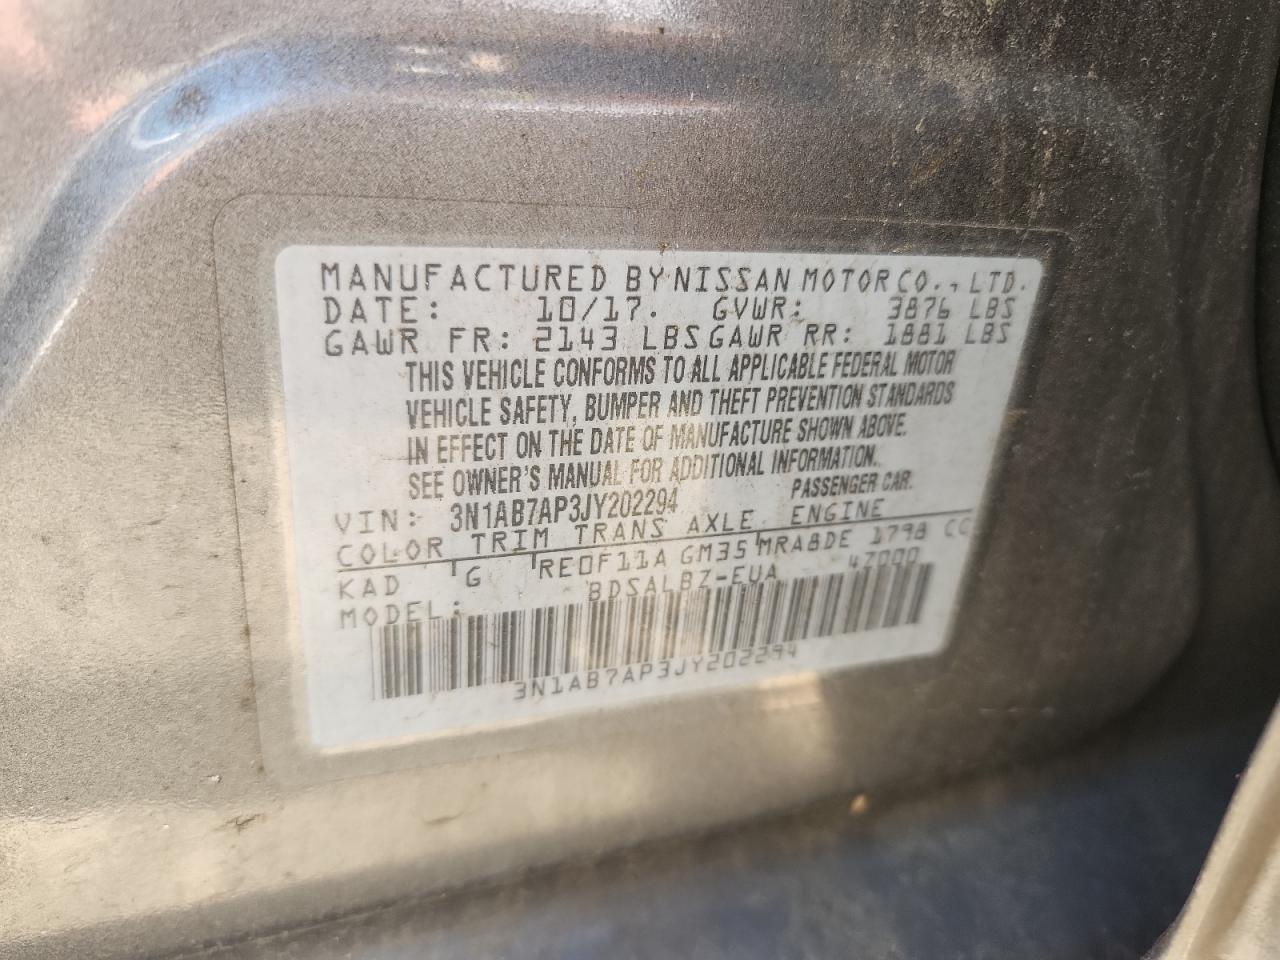 MANUFACTURED BY NISSAN MOTOR CO., LTD.
DATE: 10/17. GVWR: 3876 LBS
GAWR FR: 2143 LBS GAWR RR: 1881 LBS
THIS VEHICLE CONFORMS TO ALL APPLICABLE FEDERAL MOTOR
VEHICLE SAFETY, BUMPER AND THEFT PREVENTION STANDARDS
IN EFFECT ON THE DATE OF MANUFACTURE SHOWN ABOVE.
SEE OWNER'S MANUAL FOR ADDITIONAL INFORMATION.
VIN: 3N1AB7AP3JY202294 PASSENGER CAR.
COLOR TRIM TRANS AXLE ENGINE
KAD G RE0F11A GM35 MRA8DE 1798 CC
MODEL: BDSALBZ-EUA 4Z000
3N1AB7AP3JY202294